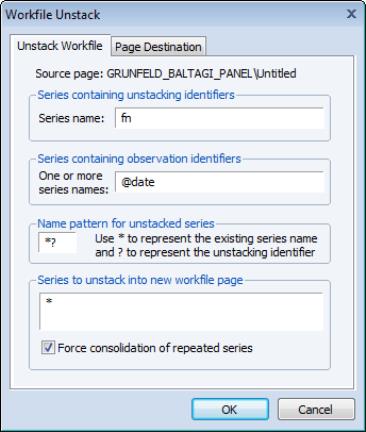 Workfile Unstack
Unstack Workfile Page Destination
Source page: GRUNFELD_BALTAGI_PANEL\Untitled
Series containing unstacking identifiers
Series name: fn
Series containing observation identifiers
One or more
series names: @date
Name pattern for unstacked series
*? Use * to represent the existing series name
and ? to represent the unstacking identifier
Series to unstack into new workfile page
*
Force consolidation of repeated series
OK Cancel